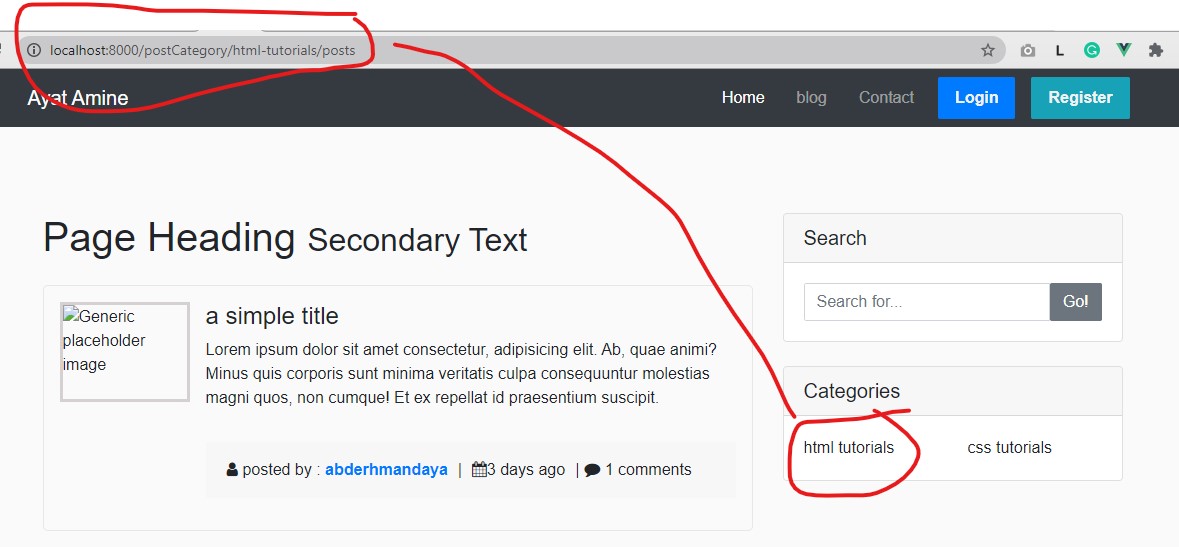 localhost:8000/postCategory/html-tutorials/posts
L
Ayat Amine
Home blog Contact Login Register
Page Heading Secondary Text
Generic placeholder image
a simple title
Lorem ipsum dolor sit amet consectetur, adipisicing elit. Ab, quae animi?
Minus quis corporis sunt minima veritatis culpa consequuntur molestias
magni quos, non cumque! Et ex repellat id praesentium suscipit.
posted by : abderhmandaya | 3 days ago | 1 comments
Search
Search for... Go!
Categories
html tutorials css tutorials